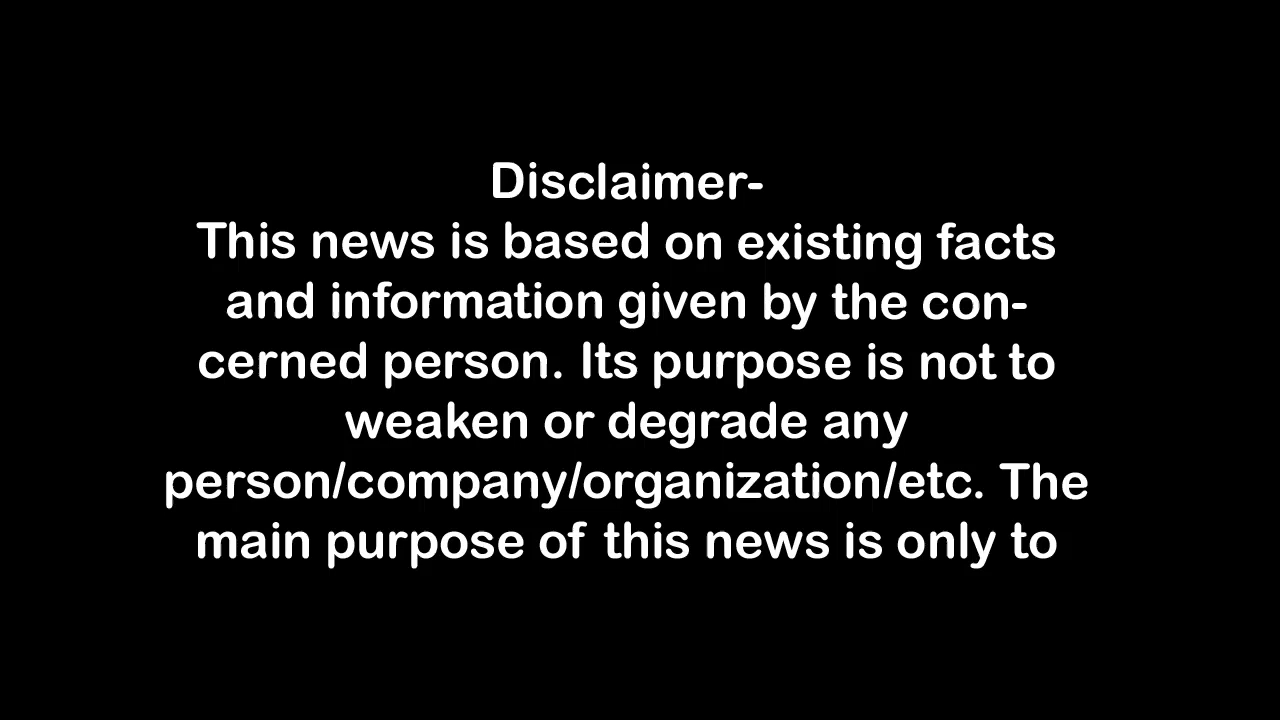 Disclaimer-
This news is based on existing facts
and information given by the con-
cerned person. Its purpose is not to
weaken or degrade any
person/company/organization/etc. The
main purpose of this news is only to